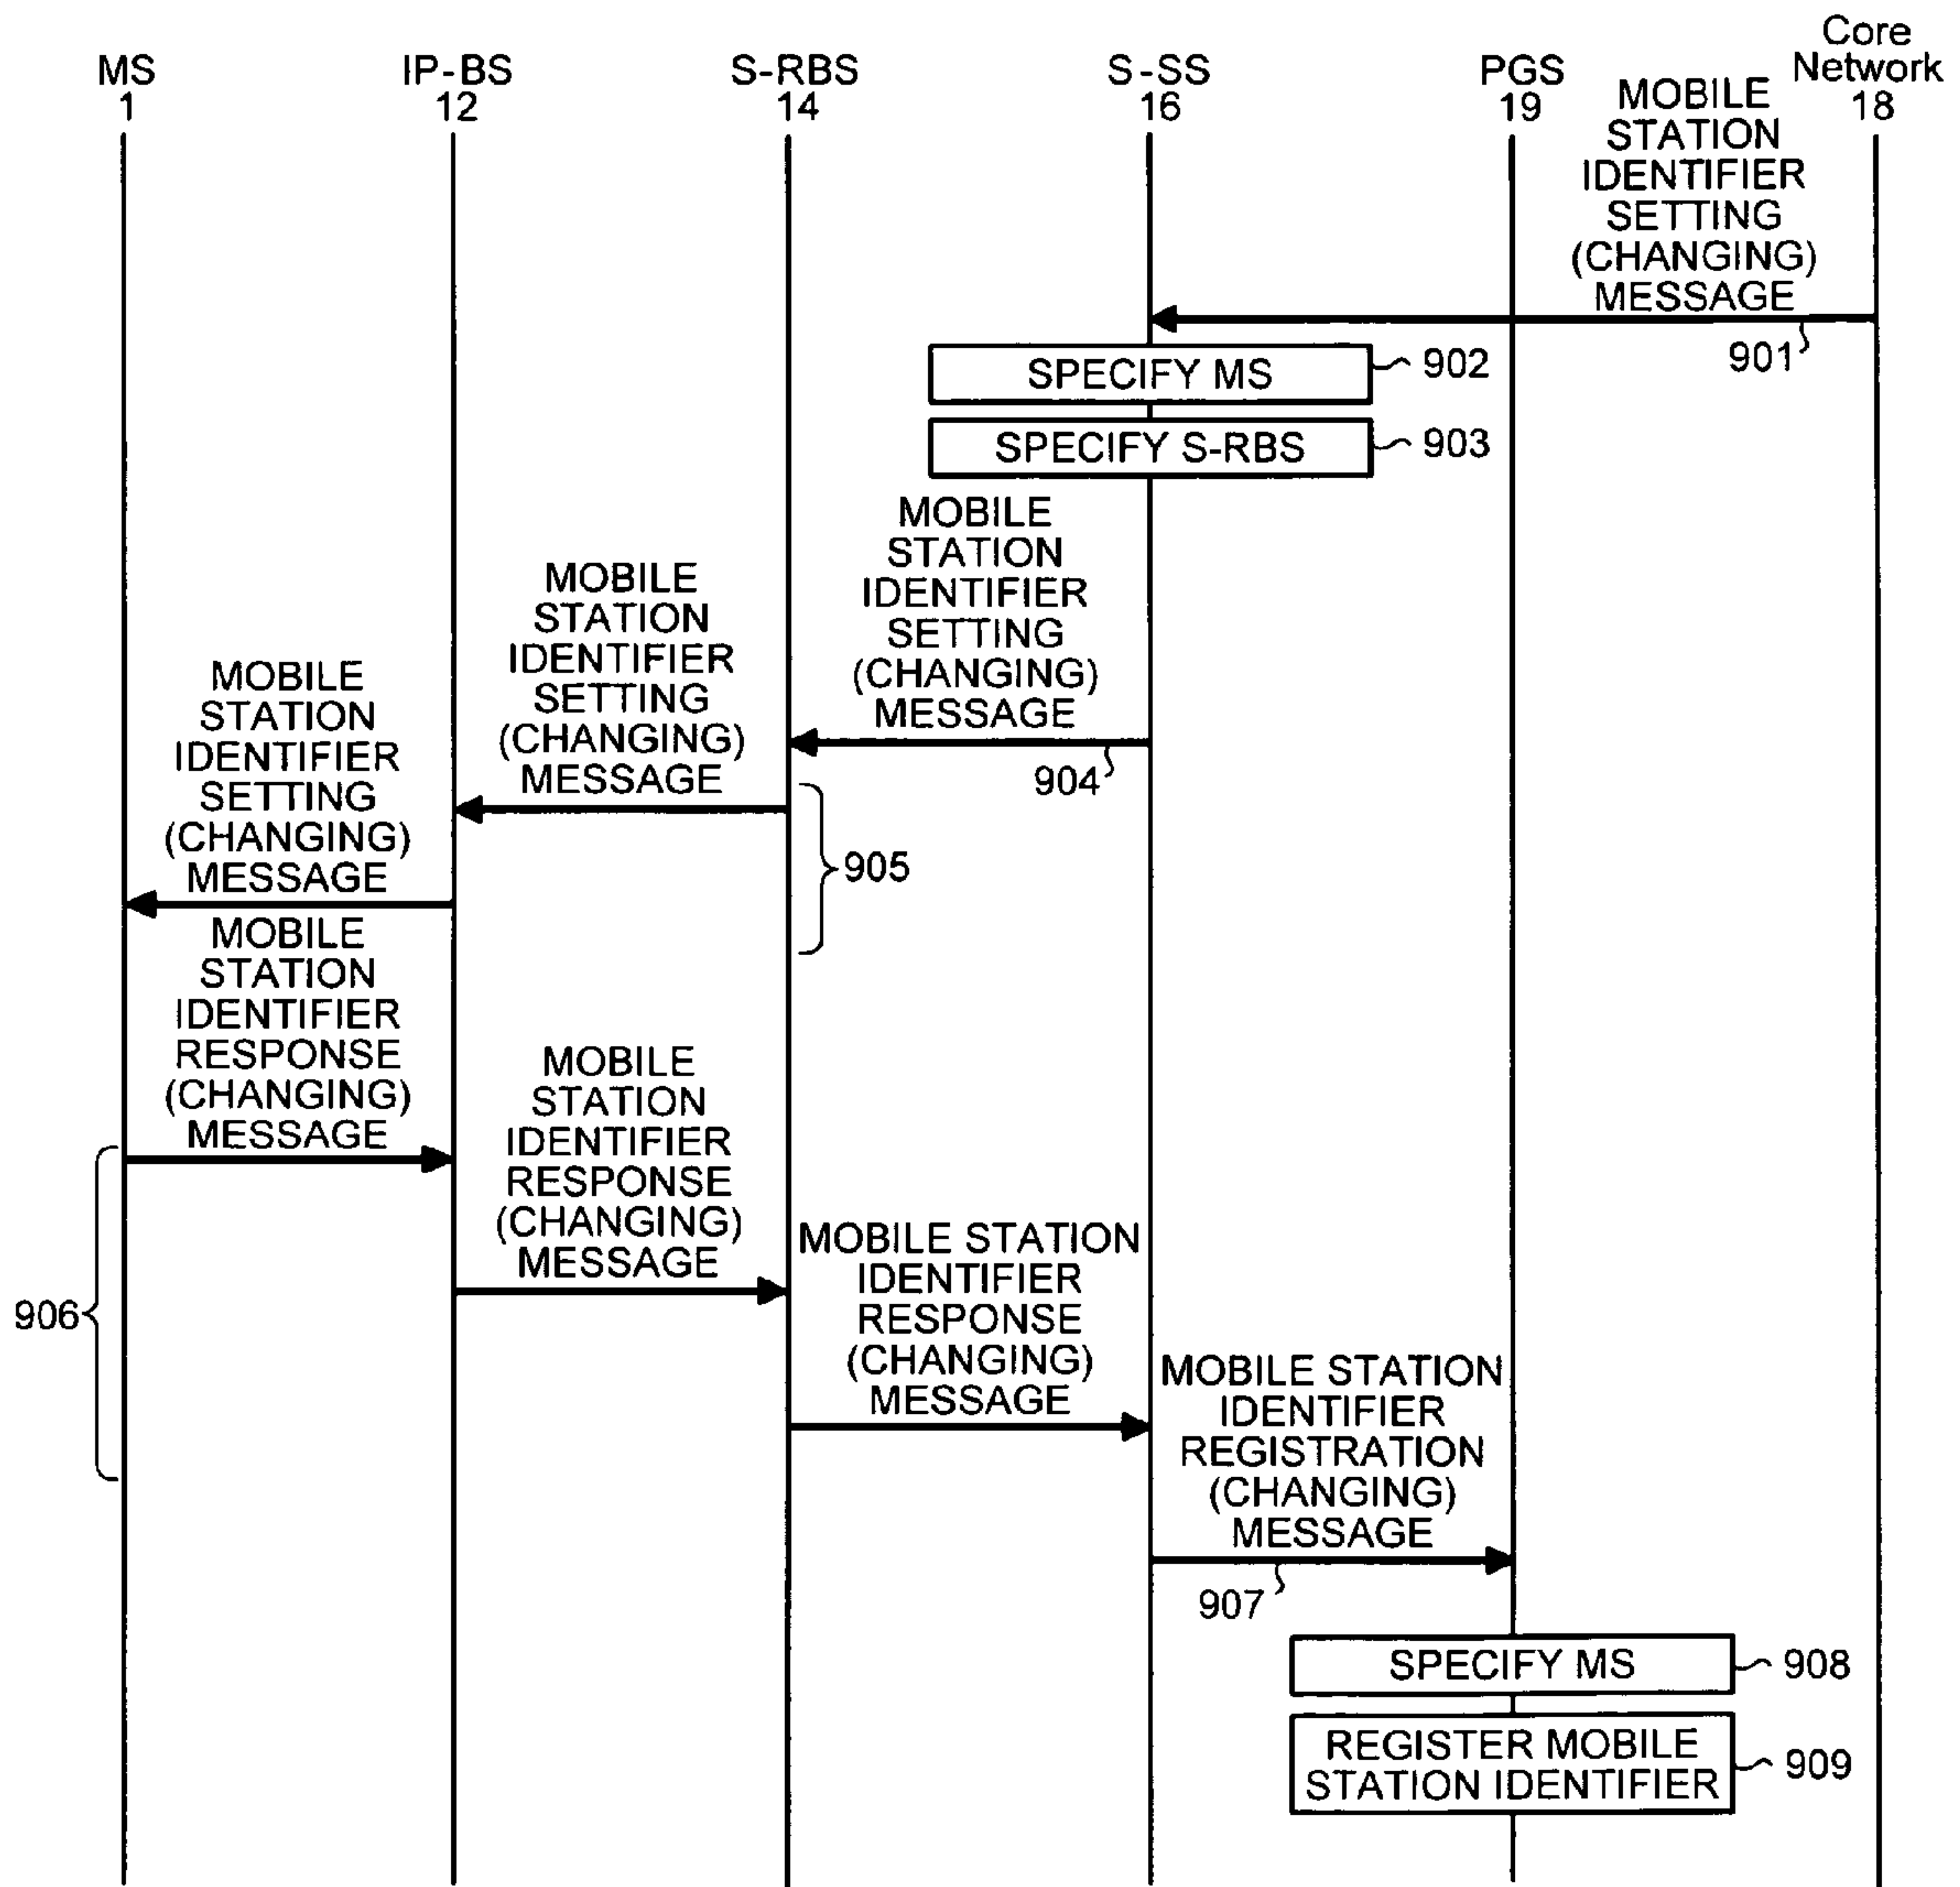 MS
1
IP-BS
12
S-RBS
14
S-SS
16
PGS
19
Core
Network
18
MOBILE
STATION
IDENTIFIER
SETTING
(CHANGING)
MESSAGE
901
SPECIFY MS
902
SPECIFY S-RBS
903
MOBILE
STATION
IDENTIFIER
SETTING
(CHANGING)
MESSAGE
904
MOBILE
STATION
IDENTIFIER
SETTING
(CHANGING)
MESSAGE
905
MOBILE
STATION
IDENTIFIER
SETTING
(CHANGING)
MESSAGE
MOBILE
STATION
IDENTIFIER
RESPONSE
(CHANGING)
MESSAGE
906
MOBILE
STATION
IDENTIFIER
RESPONSE
(CHANGING)
MESSAGE
MOBILE STATION
IDENTIFIER
RESPONSE
(CHANGING)
MESSAGE
MOBILE STATION
IDENTIFIER
REGISTRATION
(CHANGING)
MESSAGE
907
SPECIFY MS
908
REGISTER MOBILE
STATION IDENTIFIER
909